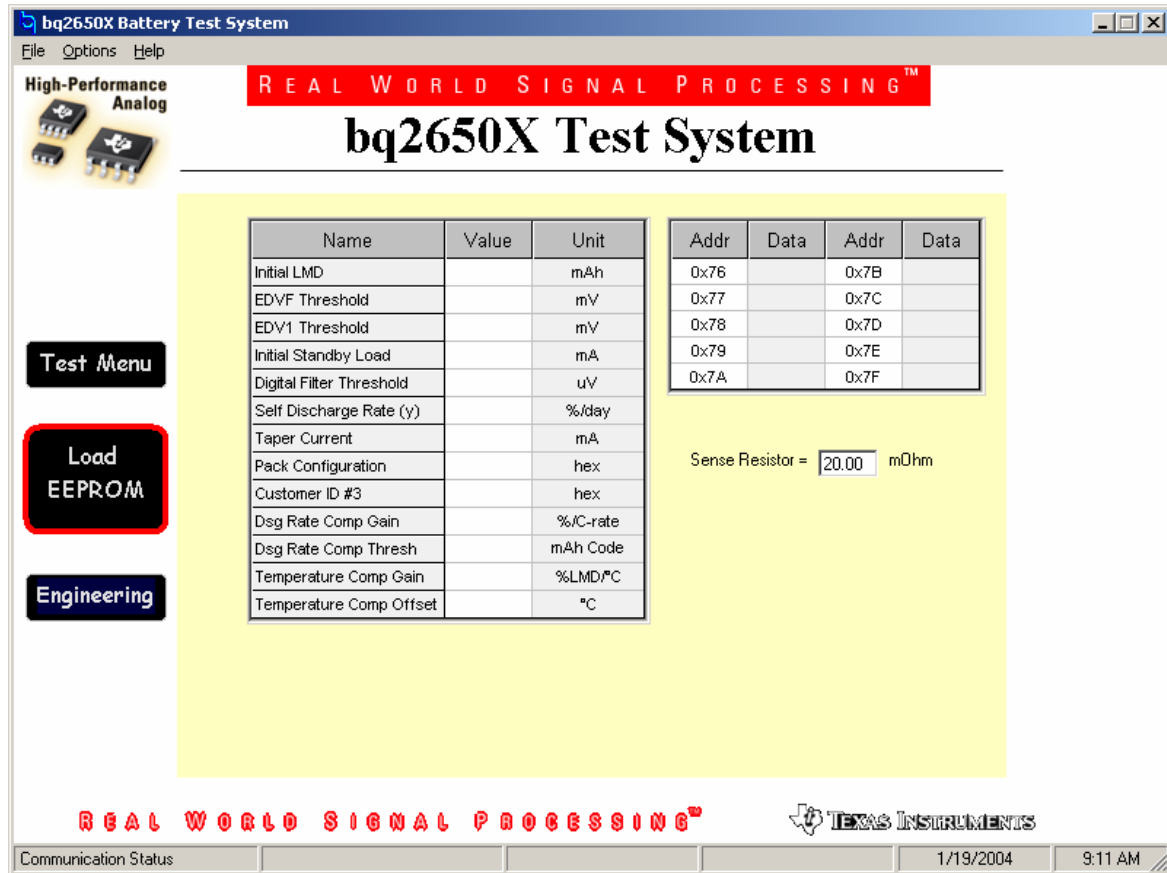 bq2650X Battery Test System
File Options Help
High-Performance
Analog
REAL WORLD SIGNAL PROCESSING™
bq2650X Test System
Name Value Unit
Initial LMD mAh
EDVF Threshold mV
EDV1 Threshold mV
Initial Standby Load mA
Digital Filter Threshold uV
Self Discharge Rate (y) %/day
Taper Current mA
Pack Configuration hex
Customer ID #3 hex
Dsg Rate Comp Gain %/C-rate
Dsg Rate Comp Thresh mAh Code
Temperature Comp Gain %LMD/°C
Temperature Comp Offset °C
Addr Data Addr Data
0x76 0x7B
0x77 0x7C
0x78 0x7D
0x79 0x7E
0x7A 0x7F
Sense Resistor = 20.00 mOhm
Test Menu
Load
EEPROM
Engineering
REAL WORLD SIGNAL PROCESSING™
TEXAS INSTRUMENTS
Communication Status 1/19/2004 9:11 AM